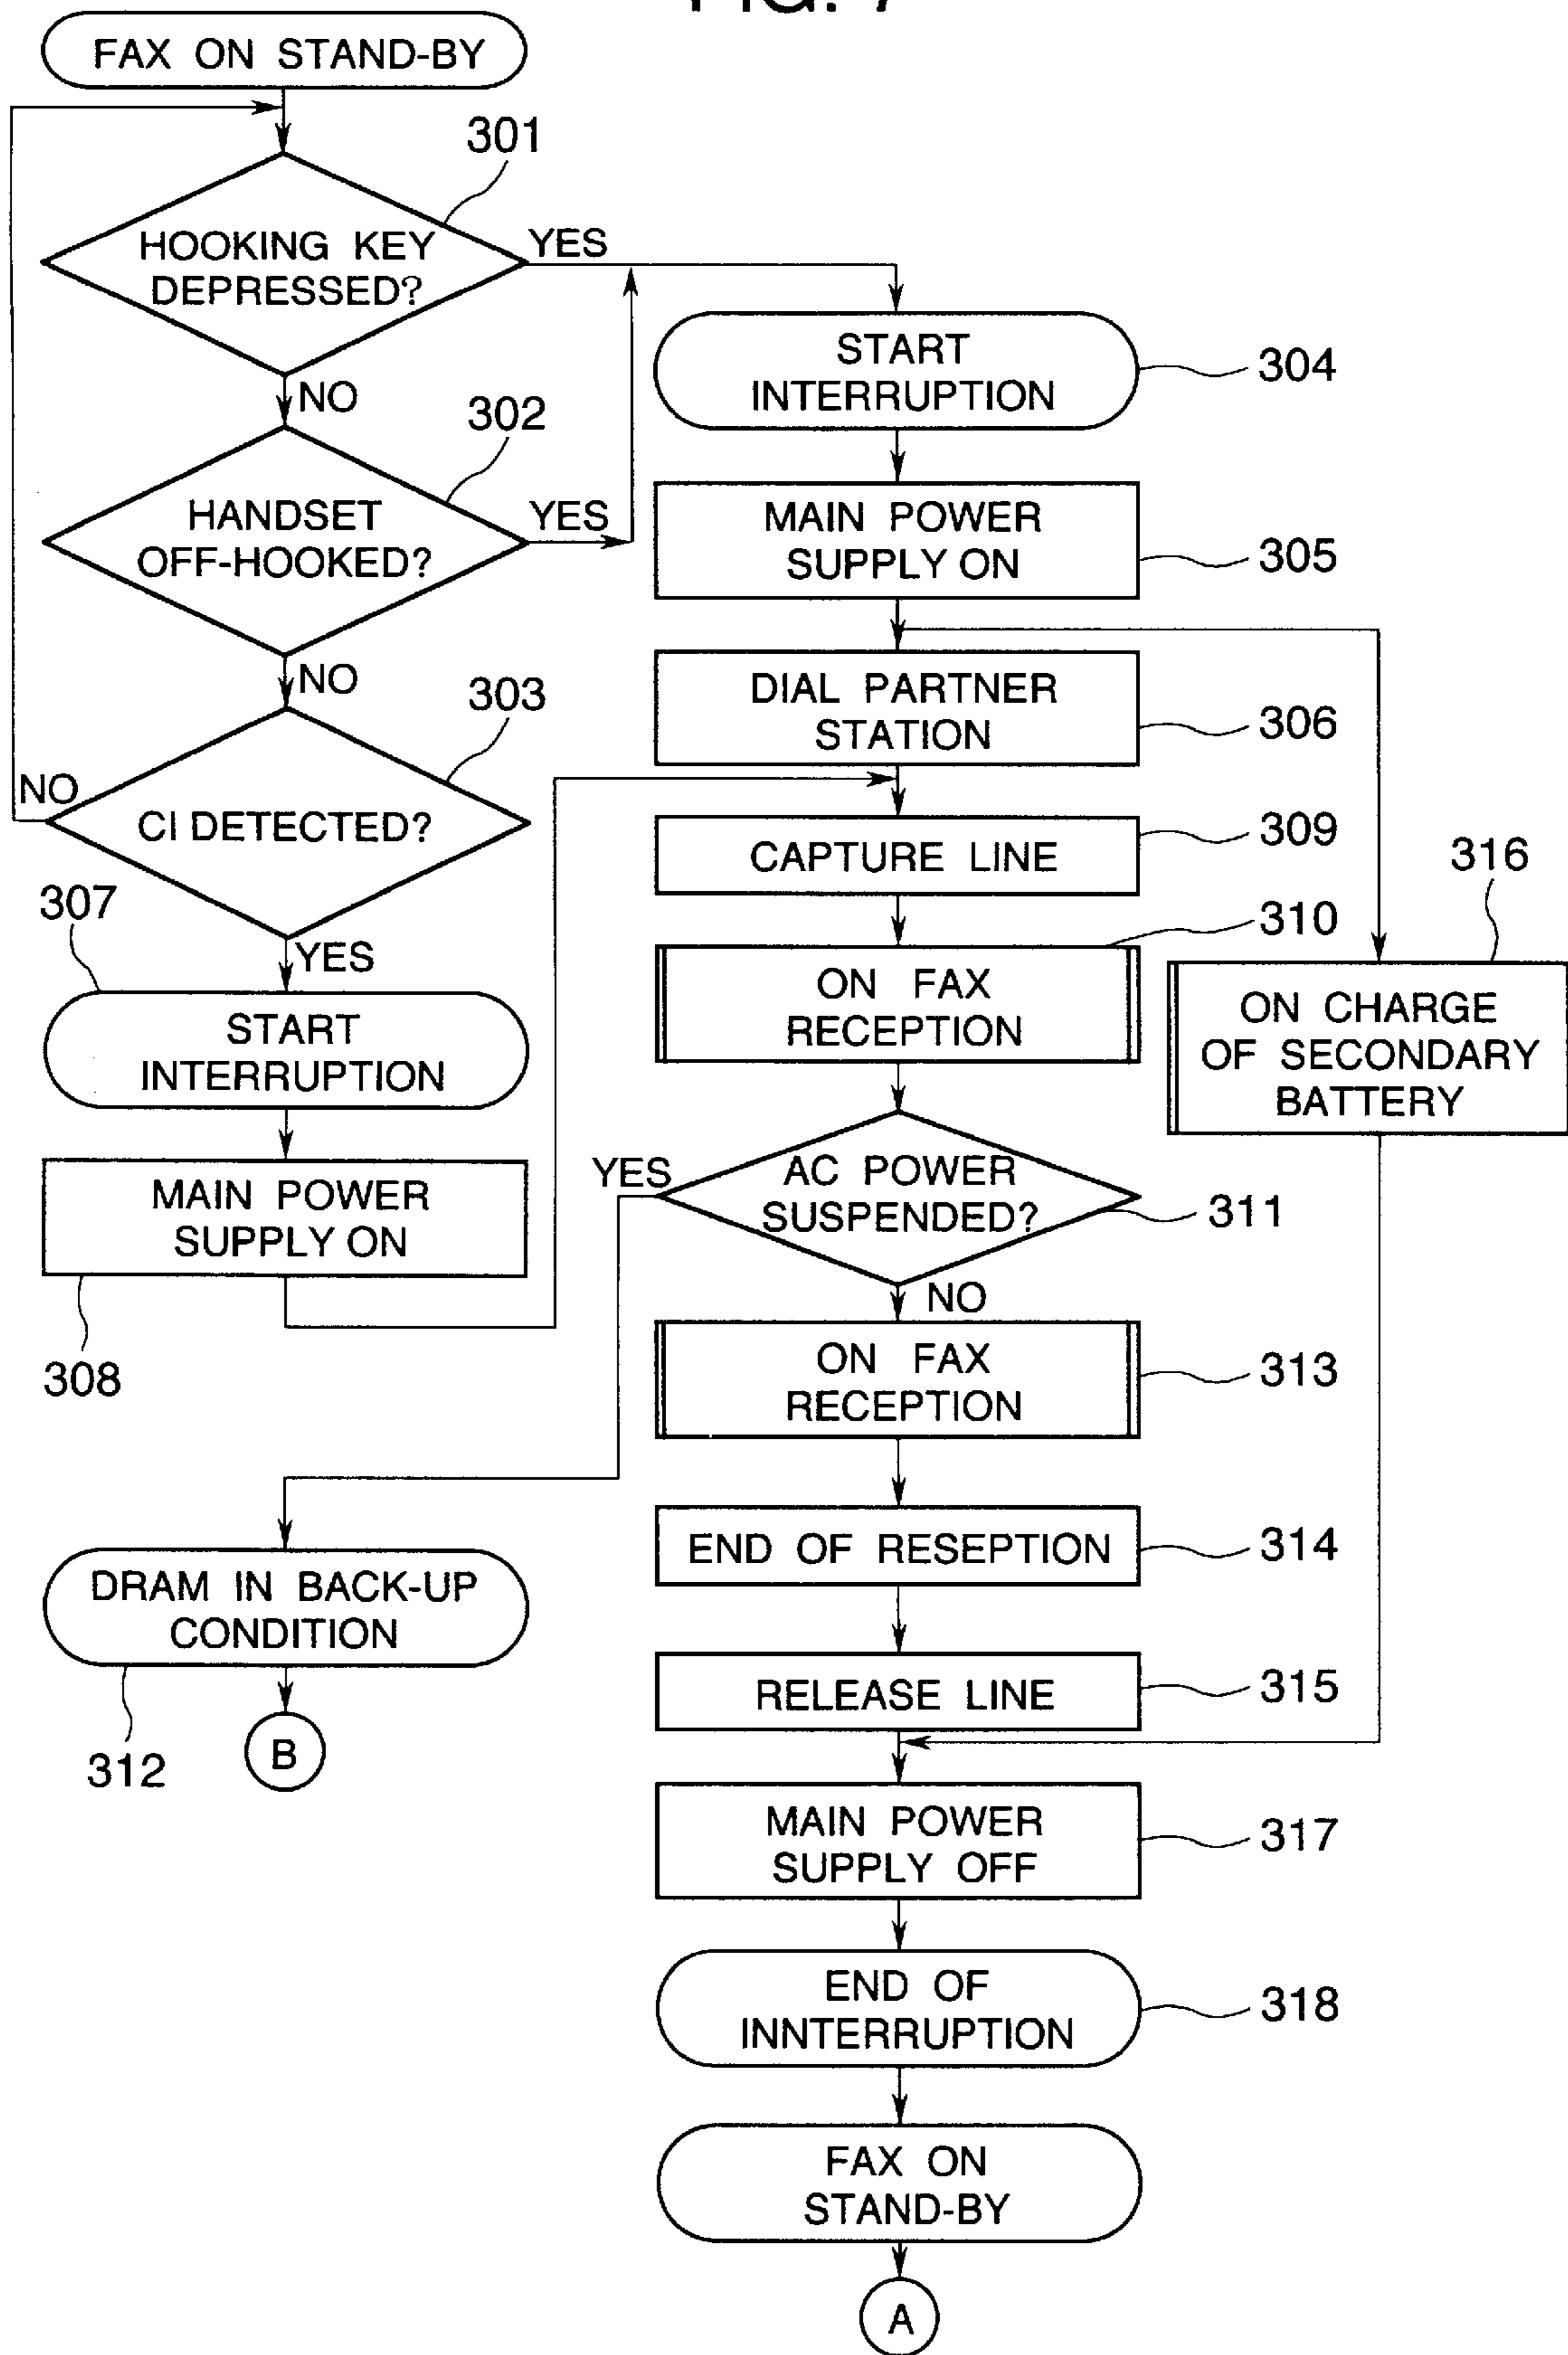 FIG. 7
FAX ON STAND-BY
301
HOOKING KEY
DEPRESSED?
YES
NO
302
HANDSET
OFF-HOOKED?
YES
NO
303
CI DETECTED?
NO
YES
307
START
INTERRUPTION
MAIN POWER
SUPPLY ON
308
START
INTERRUPTION
304
MAIN POWER
SUPPLY ON
305
DIAL PARTNER
STATION
306
CAPTURE LINE
309
ON FAX
RECEPTION
310
316
ON CHARGE
OF SECONDARY
BATTERY
AC POWER
SUSPENDED?
311
YES
NO
DRAM IN BACK-UP
CONDITION
312
B
ON FAX
RECEPTION
313
END OF RESEPTION
314
RELEASE LINE
315
MAIN POWER
SUPPLY OFF
317
END OF
INNTERRUPTION
318
FAX ON
STAND-BY
A